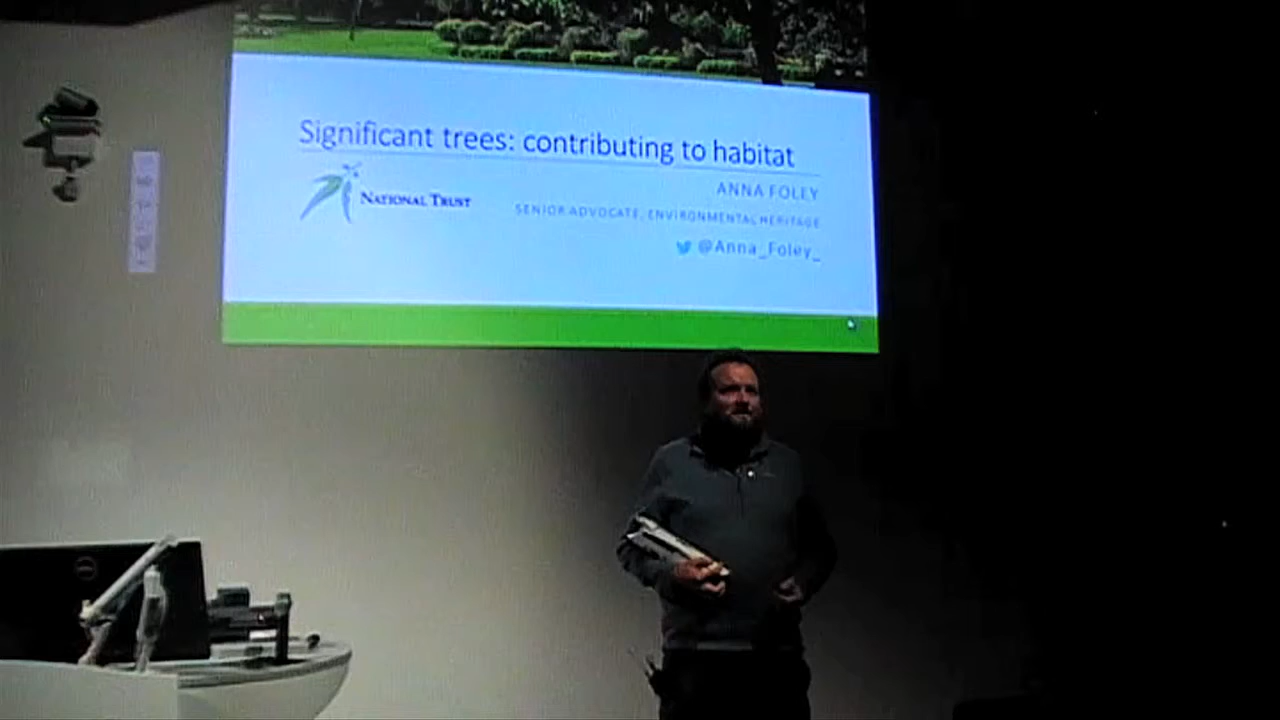 Significant trees: contributing to habitat
NATIONAL TRUST
ANNA FOLEY
SENIOR ADVOCATE, ENVIRONMENTAL HERITAGE
@Anna_Foley_